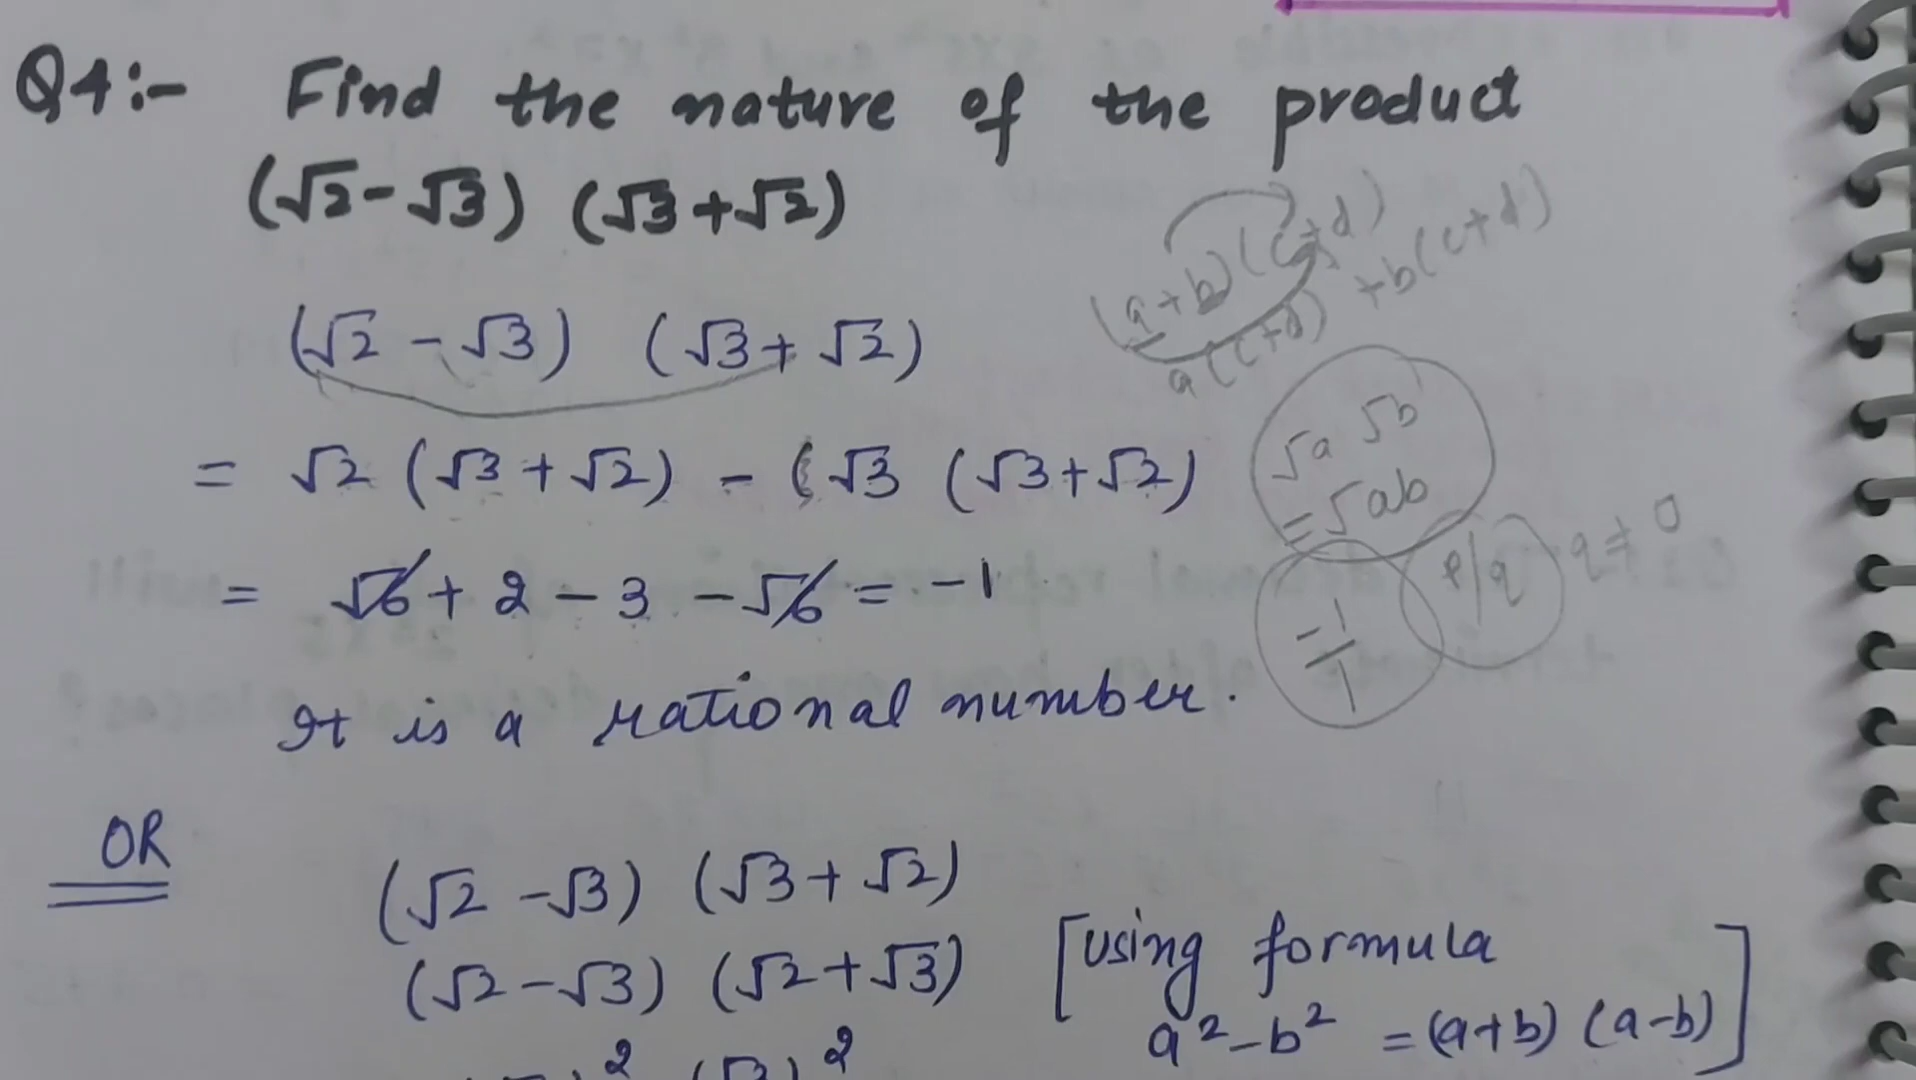 Q4:- Find the nature of the product
(√2-√3) (√3+√2)
(a+b)(c+d)
a(c+d) +b(c+d)
(√2-√3) (√3+√2)
= √2 (√3+√2) - (√3 (√3+√2)
√a √b
=√ab
= √6+2-3-√6=-1
p/q q≠0
-1/1
It is a rational number.
OR
(√2-√3) (√3+√2)
(√2-√3) (√2+√3) [using formula
a²-b² =(a+b) (a-b)]